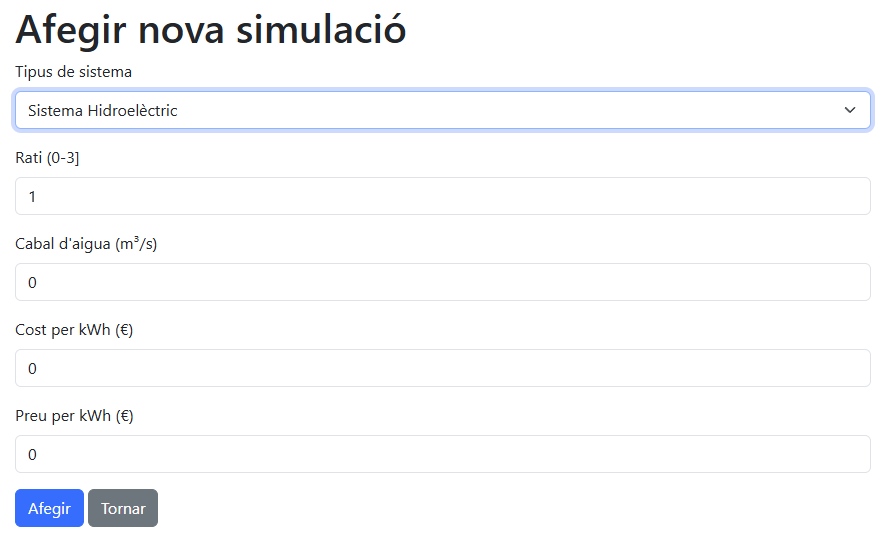 Afegir nova simulació
Tipus de sistema
Sistema Hidroelèctric
Rati (0-3]
1
Cabal d'aigua (m³/s)
0
Cost per kWh (€)
0
Preu per kWh (€)
0
Afegir Tornar